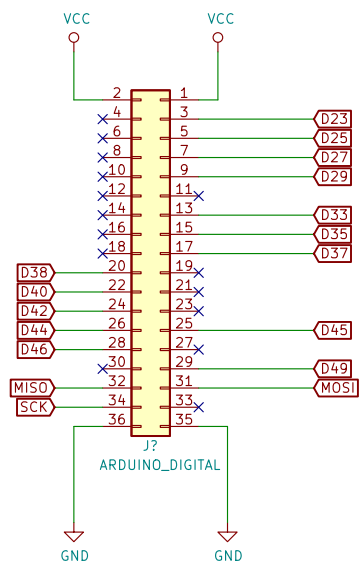 VCC VCC
2 1
4 3 D23
6 5 D25
8 7 D27
10 9 D29
12 11
14 13 D33
16 15 D35
18 17 D37
D38 20 19
D40 22 21
D42 24 23
D44 26 25 D45
D46 28 27
30 29 D49
MISO 32 31 MOSI
SCK 34 33
36 35
J?
ARDUINO_DIGITAL
GND GND